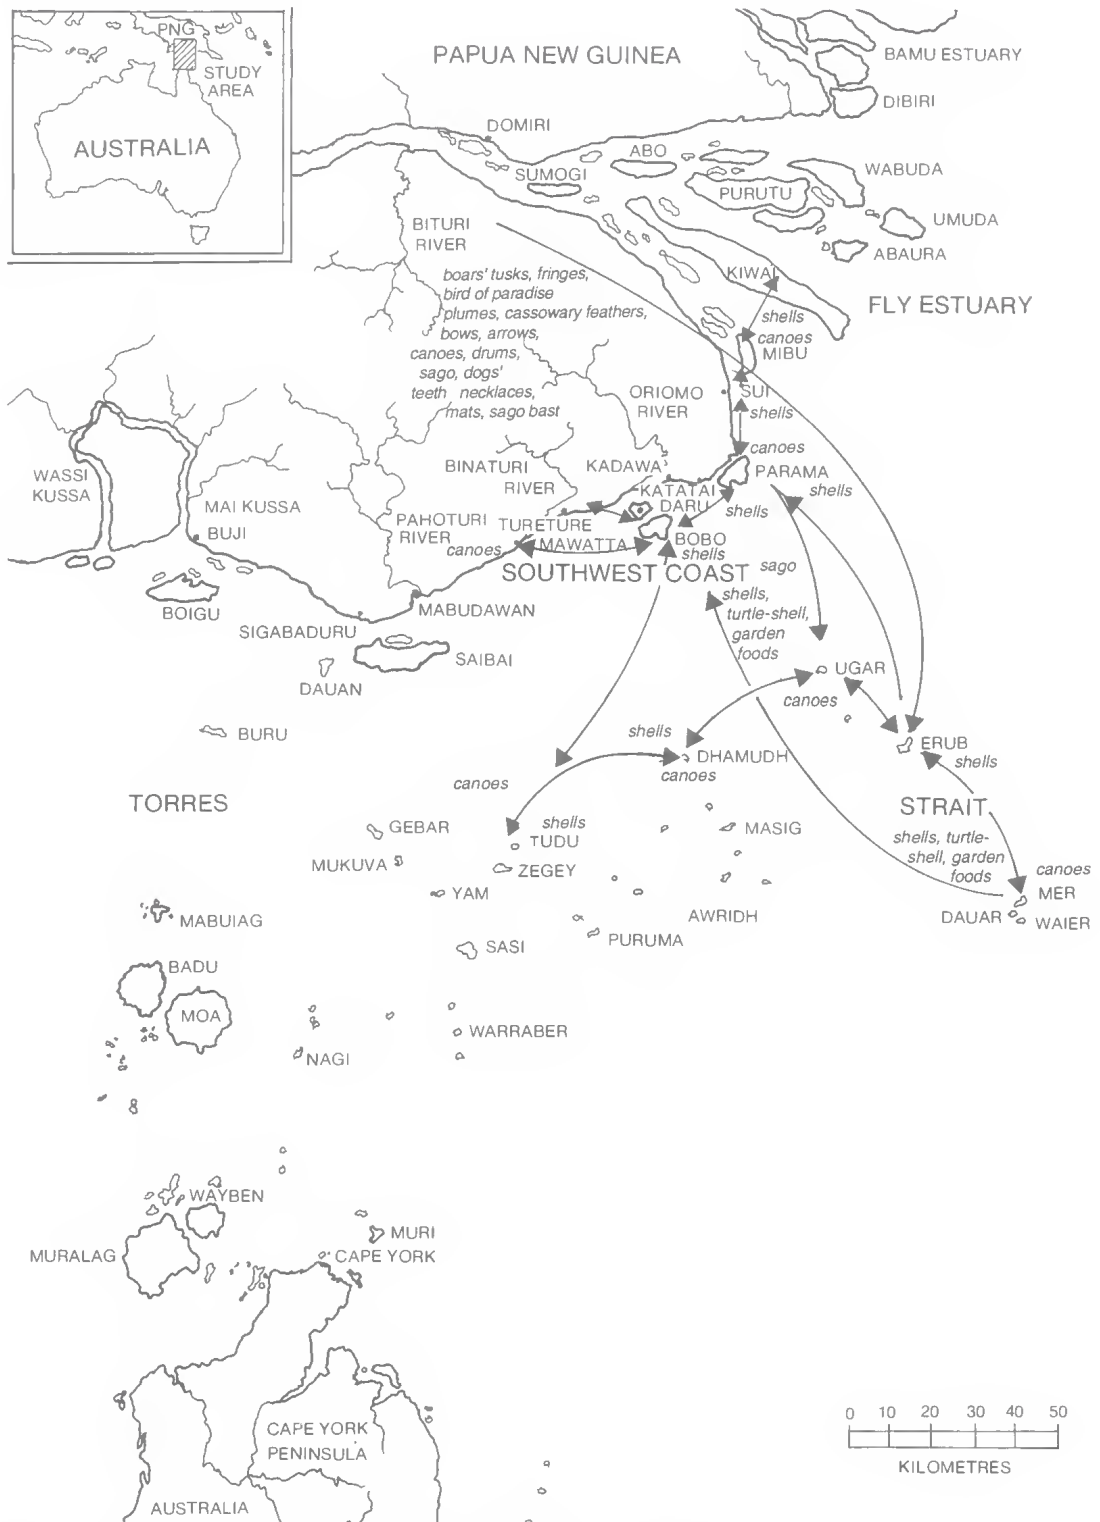 PNG
STUDY
AREA
AUSTRALIA
PAPUA NEW GUINEA
BAMU ESTUARY
DIBIRI
DOMIRI
ABO
SUMOGI
WABUDA
PURUTU
UMUDA
ABAURA
BITURI
RIVER
KIWAI
FLY ESTUARY
boars' tusks, fringes,
bird of paradise
plumes, cassowary feathers,
bows, arrows,
canoes, drums,
sago, dogs'
teeth necklaces,
mats, sago bast
shells
canoes
MIBU
SUI
shells
ORIOMO
RIVER
canoes
PARAMA
shells
WASSI
KUSSA
MAI KUSSA
BUJI
BINATURI
RIVER
KADAWA
KATATAI
DARU
shells
PAHOTURI
RIVER
TURETURE
canoes
MAWATTA
BOBO
shells
SOUTHWEST COAST
sago
shells,
turtle-shell,
garden
foods
BOIGU
MABUDAWAN
SIGABADURU
SAIBAI
DAUAN
UGAR
canoes
BURU
shells
DHAMUDH
canoes
ERUB
shells
canoes
TORRES
STRAIT
GEBAR
shells
TUDU
MASIG
shells, turtle-
shell, garden
foods
MUKUVA
ZEGEY
canoes
YAM
MER
MABUIAG
AWRIDH
DAUAR
WAIER
PURUMA
SASI
BADU
MOA
WARRABER
NAGI
WAYBEN
MURI
MURALAG
CAPE YORK
CAPE YORK
PENINSULA
AUSTRALIA
0 10 20 30 40 50
KILOMETRES